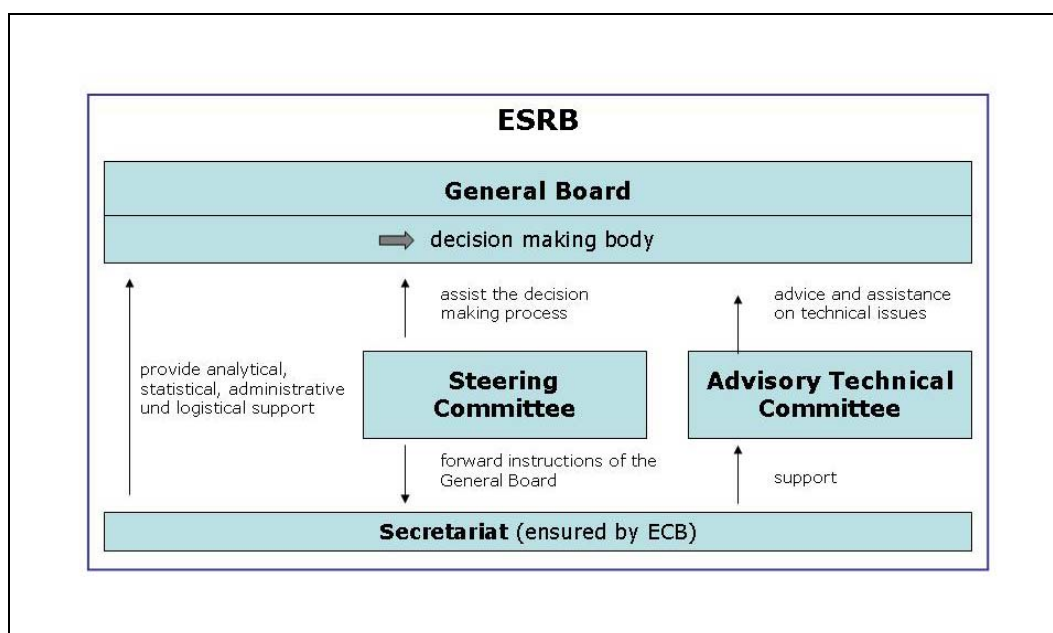 ESRB
General Board
decision making body
assist the decision
making process
advice and assistance
on technical issues
provide analytical,
statistical, administrative
und logistical support
Steering
Committee
Advisory Technical
Committee
forward instructions of the
General Board
support
Secretariat (ensured by ECB)